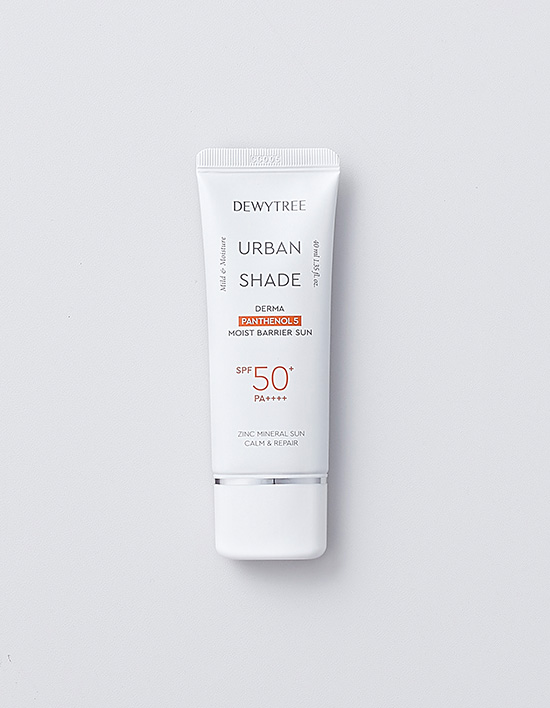 DEWYTREE
Mild & Moisture
URBAN
SHADE
40 ml 1.35 fl. oz.
DERMA
PANTHENOL 5
MOIST BARRIER SUN
SPF 50+
PA++++
ZINC MINERAL SUN
CALM & REPAIR